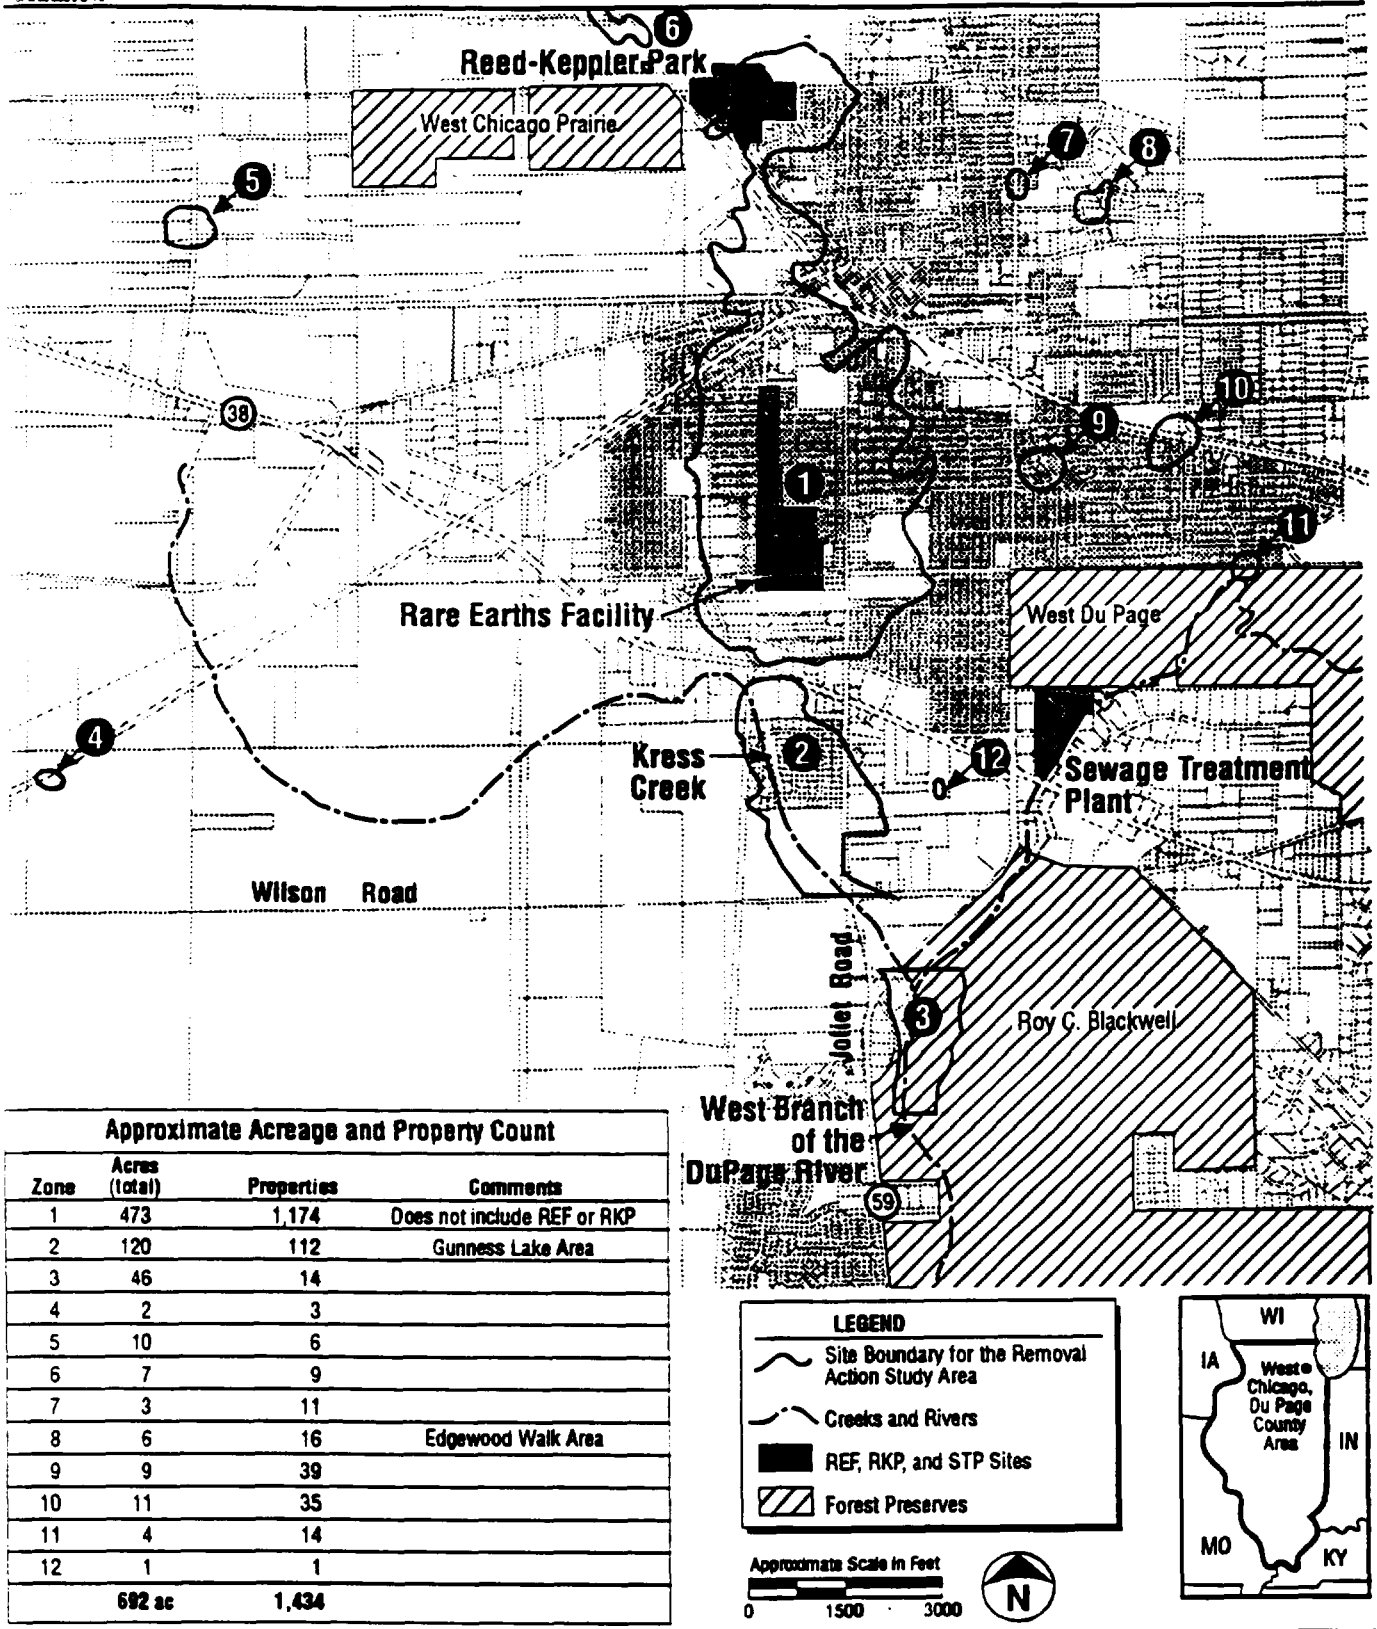 6
Reed-Keppler Park
West Chicago Prairie
7
8
5
38
10
9
1
11
Rare Earths Facility
West Du Page
4
Kress
Creek
2
12
Sewage Treatment
Plant
Wilson Road
Joliet Road
3
Roy C. Blackwell
West Branch
of the
DuPage River
59
Approximate Acreage and Property Count
Zone Acres (total) Properties Comments
1 473 1,174 Does not include REF or RKP
2 120 112 Gunness Lake Area
3 46 14
4 2 3
5 10 6
6 7 9
7 3 11
8 6 16 Edgewood Walk Area
9 9 39
10 11 35
11 4 14
12 1 1
692 ac 1,434
LEGEND
Site Boundary for the Removal
Action Study Area
Creeks and Rivers
REF, RKP, and STP Sites
Forest Preserves
Approximate Scale in Feet
0 1500 3000
N
WI
IA
West
Chicago,
Du Page
County
Area
IN
MO
KY